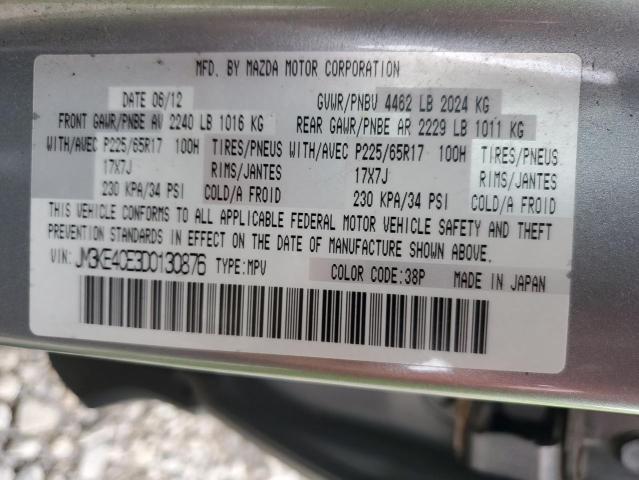 MFD. BY MAZDA MOTOR CORPORATION
DATE 06/12 GVWR/PNBV 4462 LB 2024 KG
FRONT GAWR/PNBE AV 2240 LB 1016 KG REAR GAWR/PNBE AR 2229 LB 1011 KG
WITH/AVEC P225/65R17 100H TIRES/PNEUS WITH/AVEC P225/65R17 100H TIRES/PNEUS
17X7J RIMS/JANTES 17X7J RIMS/JANTES
230 KPA/34 PSI COLD/A FROID 230 KPA/34 PSI COLD/A FROID
THIS VEHICLE CONFORMS TO ALL APPLICABLE FEDERAL MOTOR VEHICLE SAFETY AND THEFT
PREVENTION STANDARDS IN EFFECT ON THE DATE OF MANUFACTURE SHOWN ABOVE.
VIN: JM3KE4CE3D0130876 TYPE:MPV COLOR CODE:38P MADE IN JAPAN